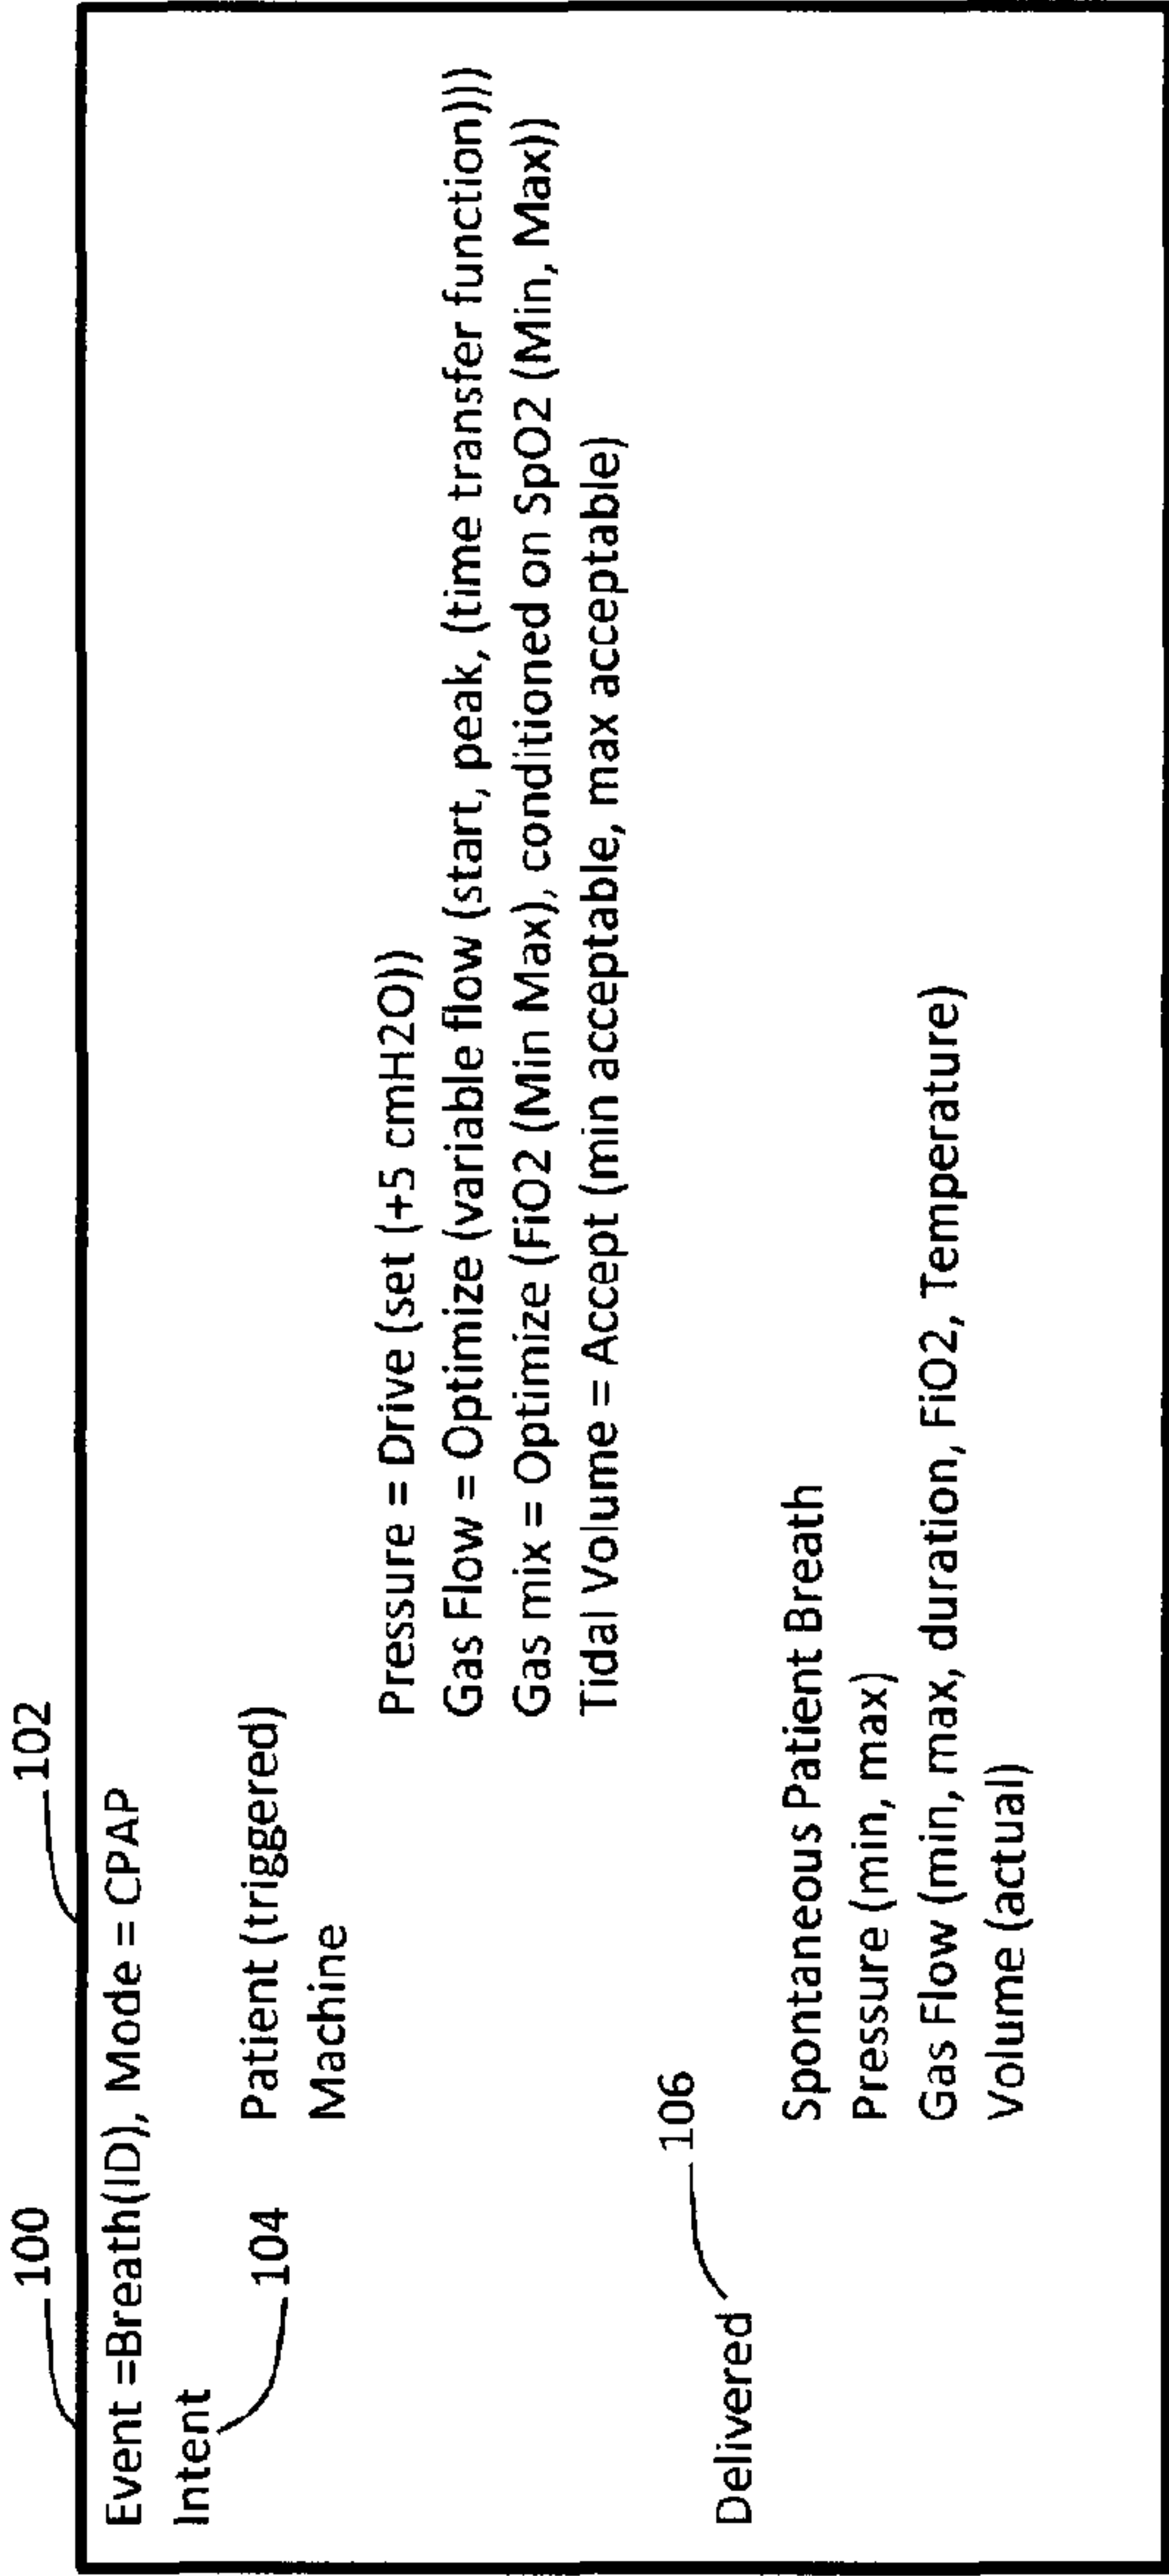 100 102
Event =Breath(ID), Mode = CPAP
Intent
104
Patient (triggered)
Machine
Pressure = Drive (set (+5 cmH2O))
Gas Flow = Optimize (variable flow (start, peak, (time transfer function)))
Gas mix = Optimize (FiO2 (Min Max), conditioned on SpO2 (Min, Max))
Tidal Volume = Accept (min acceptable, max acceptable)
106
Delivered
Spontaneous Patient Breath
Pressure (min, max)
Gas Flow (min, max, duration, FiO2, Temperature)
Volume (actual)